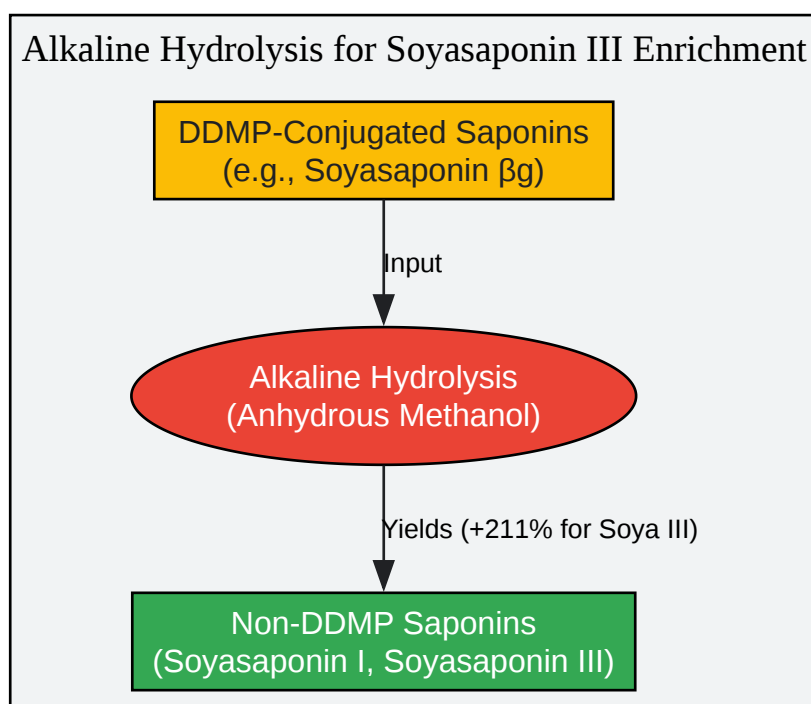 Alkaline Hydrolysis for Soyasaponin III Enrichment
DDMP-Conjugated Saponins
(e.g., Soyasaponin βg)
Input
Alkaline Hydrolysis
(Anhydrous Methanol)
Yields (+211% for Soya III)
Non-DDMP Saponins
(Soyasaponin I, Soyasaponin III)